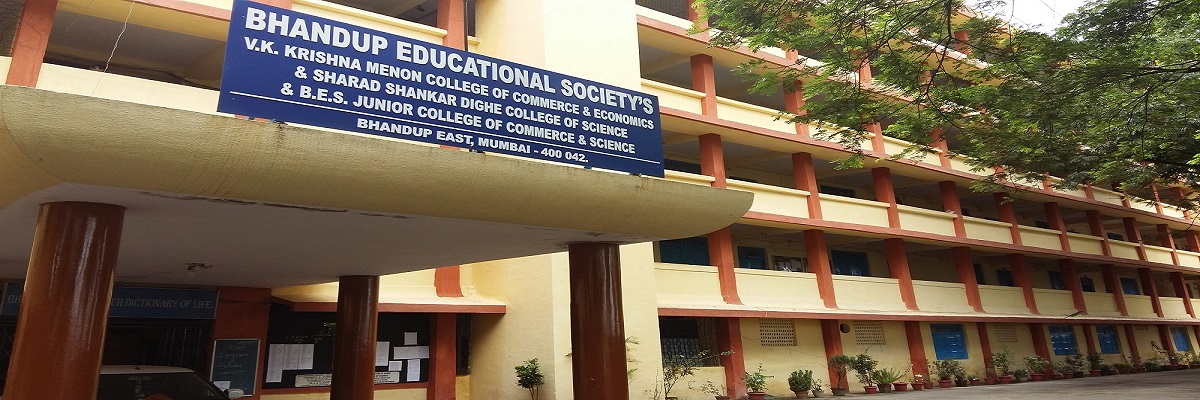 BHANDUP EDUCATIONAL SOCIETY'S
V.K. KRISHNA MENON COLLEGE OF COMMERCE & ECONOMICS
& SHARAD SHANKAR DIGHE COLLEGE OF SCIENCE
& B.E.S. JUNIOR COLLEGE OF COMMERCE & SCIENCE
BHANDUP EAST, MUMBAI - 400 042.
DICTIONARY OF LIFE